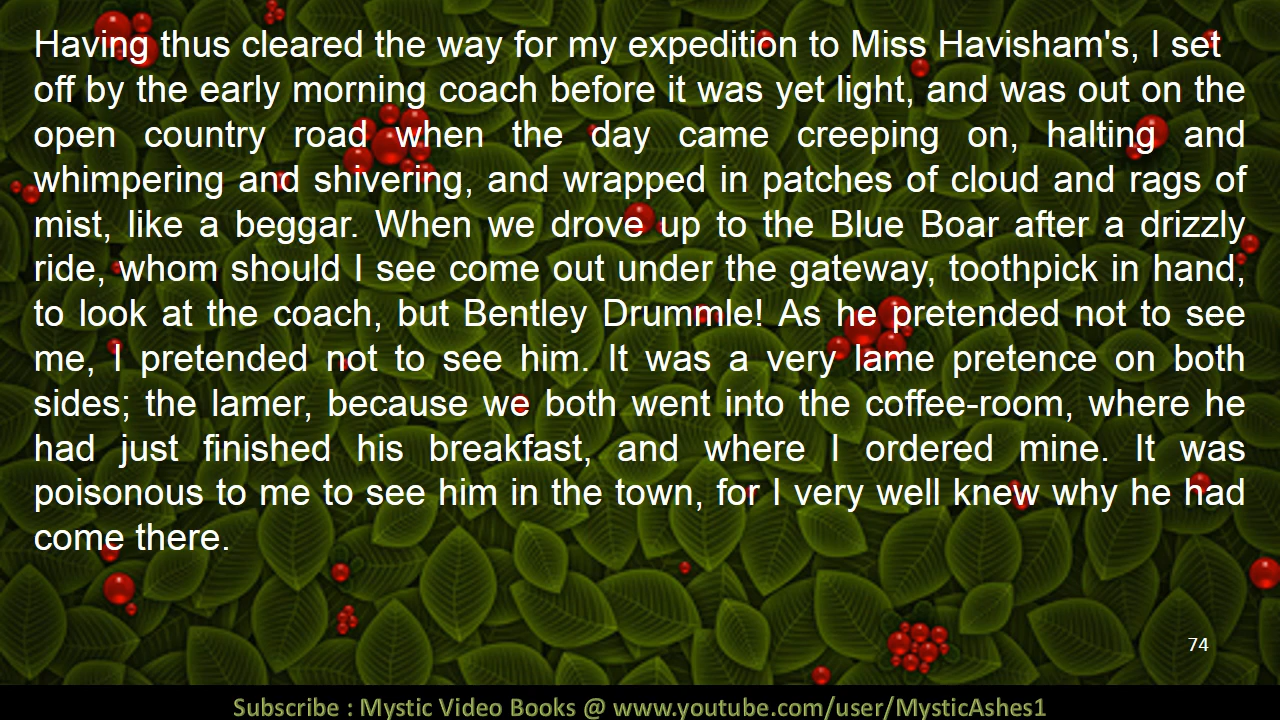 Having thus cleared the way for my expedition to Miss Havisham's, I set
off by the early morning coach before it was yet light, and was out on the
open country road when the day came creeping on, halting and
whimpering and shivering, and wrapped in patches of cloud and rags of
mist, like a beggar. When we drove up to the Blue Boar after a drizzly
ride, whom should I see come out under the gateway, toothpick in hand,
to look at the coach, but Bentley Drummle! As he pretended not to see
me, I pretended not to see him. It was a very lame pretence on both
sides; the lamer, because we both went into the coffee-room, where he
had just finished his breakfast, and where I ordered mine. It was
poisonous to me to see him in the town, for I very well knew why he had
come there.
74
Subscribe : Mystic Video Books @ www.youtube.com/user/MysticAshes1